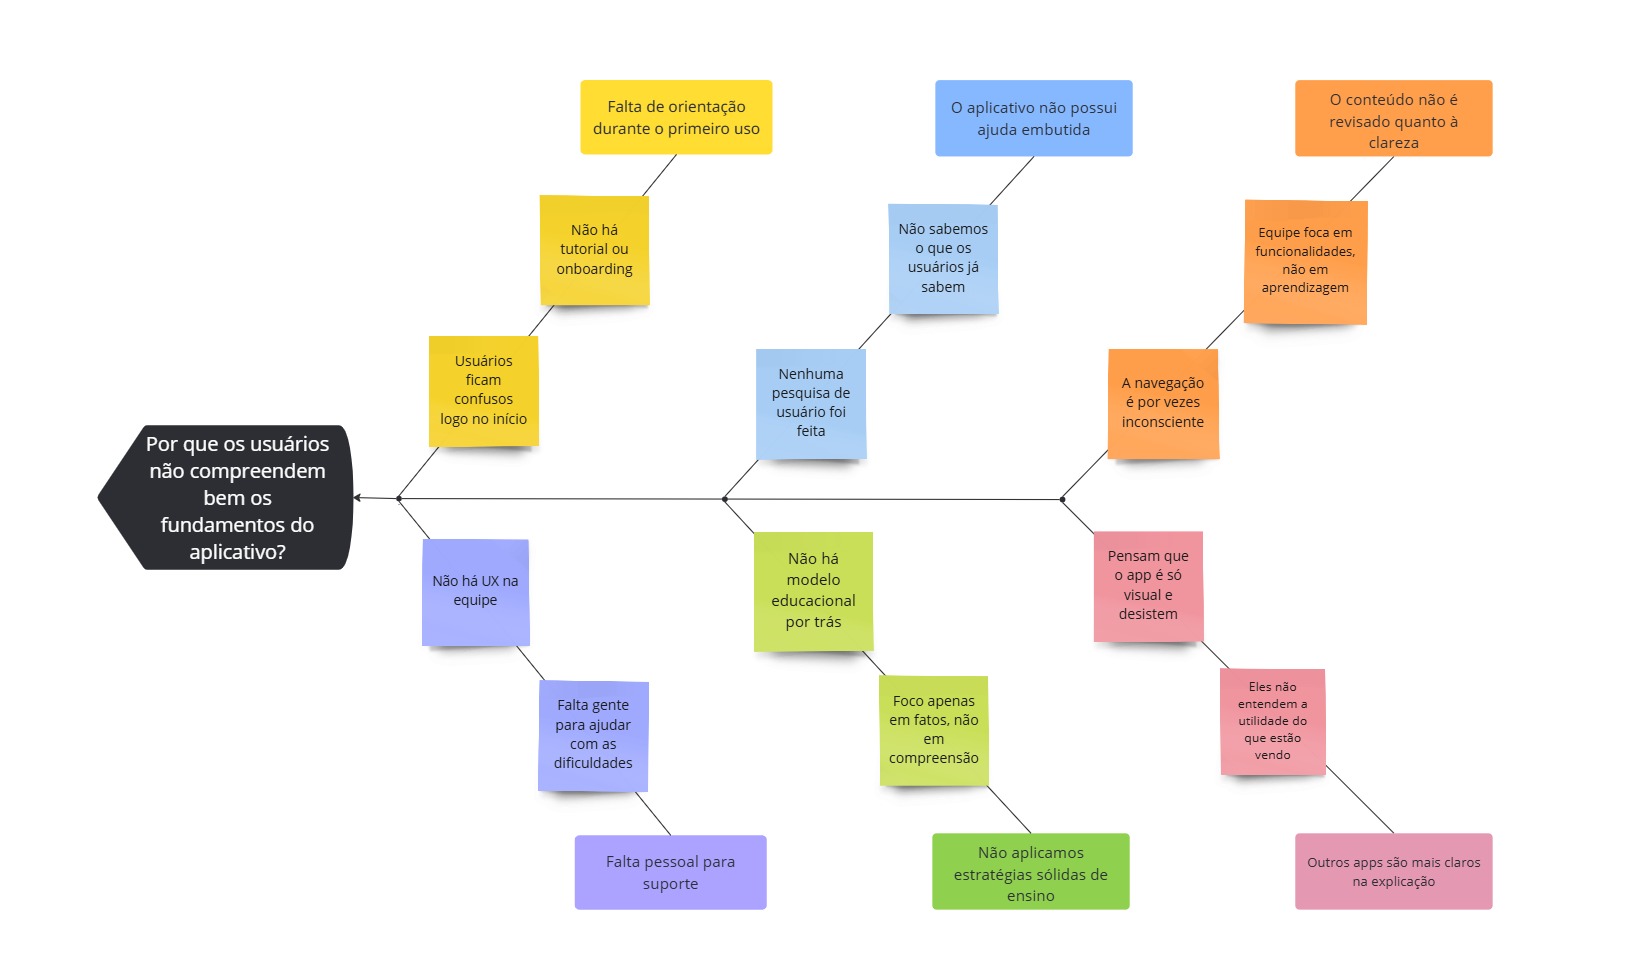 Falta de orientação
durante o primeiro uso
O aplicativo não possui
ajuda embutida
O conteúdo não é
revisado quanto à
clareza
Não há
tutorial ou
onboarding
Não sabemos
o que os
usuários já
sabem
Equipe foca em
funcionalidades,
não em
aprendizagem
Usuários
ficam
confusos
logo no início
Nenhuma
pesquisa de
usuário foi
feita
A navegação
é por vezes
inconsciente
Por que os usuários
não compreendem
bem os
fundamentos do
aplicativo?
Não há UX na
equipe
Não há
modelo
educacional
por trás
Pensam que
o app é só
visual e
desistem
Falta gente
para ajudar
com as
dificuldades
Foco apenas
em fatos, não
em
compreensão
Eles não
entendem a
utilidade do
que estão
vendo
Falta pessoal para
suporte
Não aplicamos
estratégias sólidas de
ensino
Outros apps são mais claros
na explicação